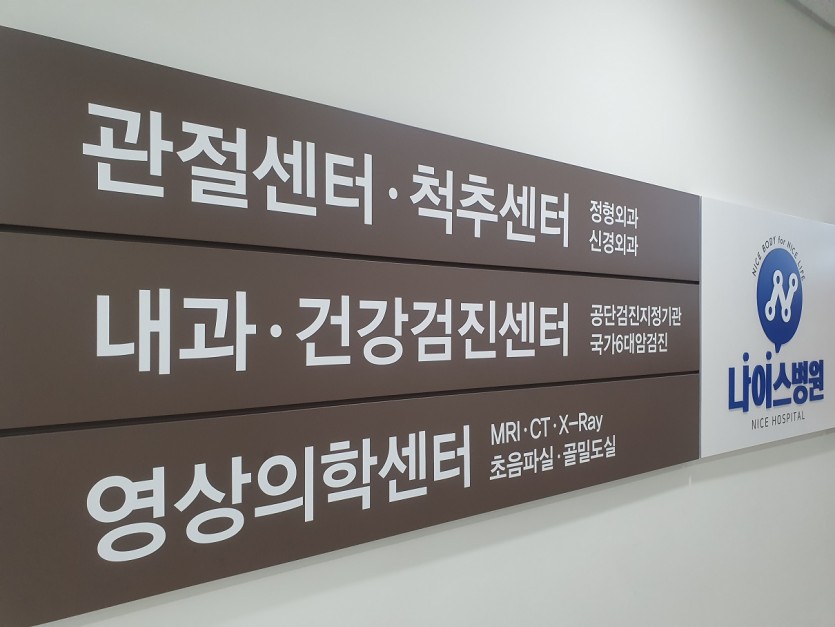 관절센터·척추센터
정형외과
신경외과
내과·건강검진센터
공단검진지정기관
국가6대암검진
영상의학센터
MRI·CT·X-Ray
초음파실·골밀도실
NICE BODY for NICE LIFE
나이스병원
NICE HOSPITAL